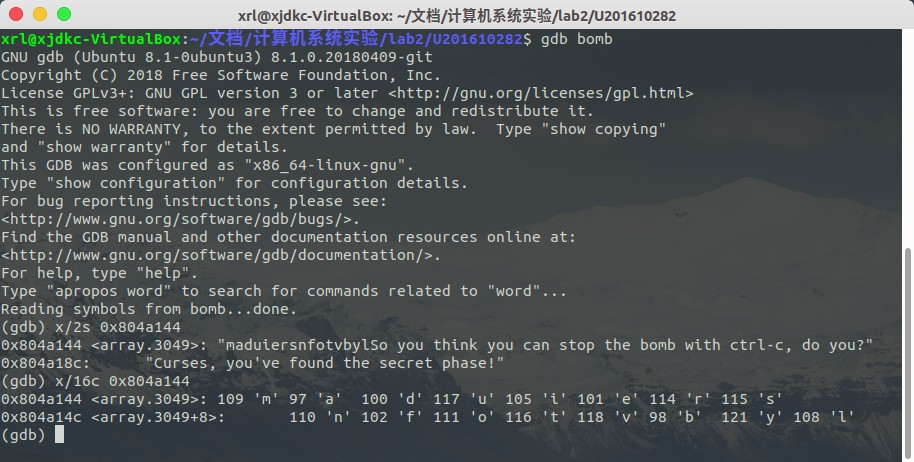 xrl@xjdkc-VirtualBox: ~/文档/计算机系统实验/lab2/U201610282
xrl@xjdkc-VirtualBox:~/文档/计算机系统实验/lab2/U201610282$ gdb bomb
GNU gdb (Ubuntu 8.1-0ubuntu3) 8.1.0.20180409-git
Copyright (C) 2018 Free Software Foundation, Inc.
License GPLv3+: GNU GPL version 3 or later <http://gnu.org/licenses/gpl.html>
This is free software: you are free to change and redistribute it.
There is NO WARRANTY, to the extent permitted by law.  Type "show copying"
and "show warranty" for details.
This GDB was configured as "x86_64-linux-gnu".
Type "show configuration" for configuration details.
For bug reporting instructions, please see:
<http://www.gnu.org/software/gdb/bugs/>.
Find the GDB manual and other documentation resources online at:
<http://www.gnu.org/software/gdb/documentation/>.
For help, type "help".
Type "apropos word" to search for commands related to "word"...
Reading symbols from bomb...done.
(gdb) x/2s 0x804a144
0x804a144 <array.3049>: "maduiersnfotvbylSo you think you can stop the bomb with ctrl-c, do you?"
0x804a18c:      "Curses, you've found the secret phase!"
(gdb) x/16c 0x804a144
0x804a144 <array.3049>: 109 'm' 97 'a'  100 'd' 117 'u' 105 'i' 101 'e' 114 'r' 115 's'
0x804a14c <array.3049+8>:       110 'n' 102 'f' 111 'o' 116 't' 118 'v' 98 'b'  121 'y' 108 'l'
(gdb)